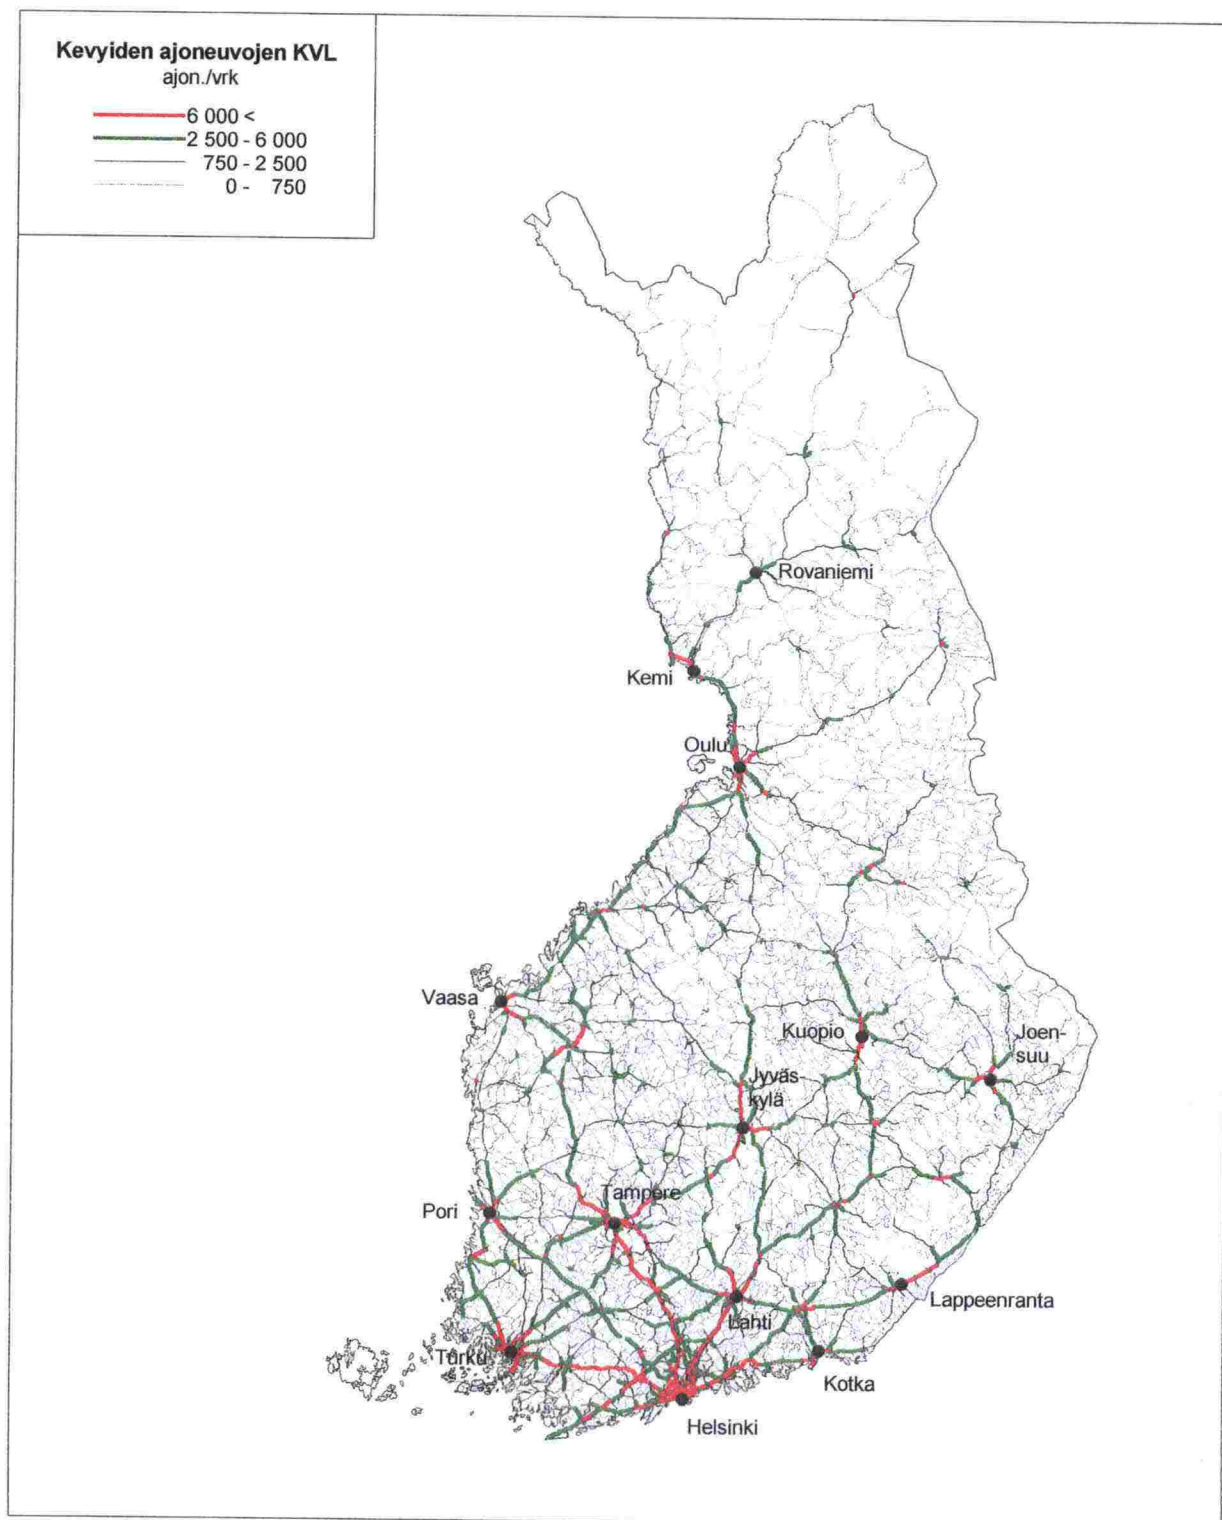 Kevyiden ajoneuvojen KVL
ajon./vrk
6 000 <
2 500 - 6 000
750 - 2 500
0 - 750
Rovaniemi
Kemi
Oulu
Vaasa
Kuopio
Joen-
suu
Jyväs-
kylä
Tampere
Pori
Lappeenranta
Lahti
Turku
Kotka
Helsinki